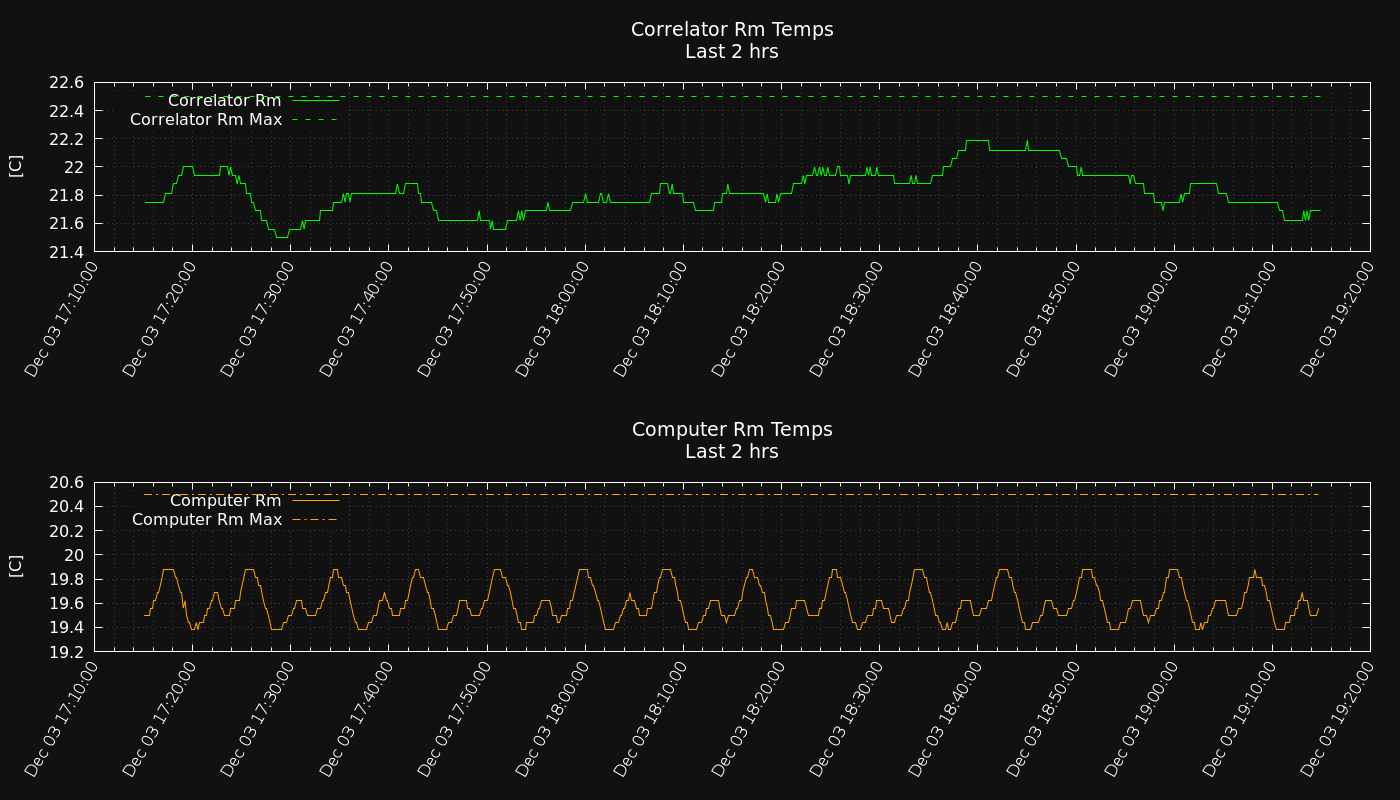 Correlator Rm Temps
Last 2 hrs
[C]
22.6
22.4
22.2
22
21.8
21.6
21.4
Correlator Rm
Correlator Rm Max
Dec 03 17:10:00
Dec 03 17:20:00
Dec 03 17:30:00
Dec 03 17:40:00
Dec 03 17:50:00
Dec 03 18:00:00
Dec 03 18:10:00
Dec 03 18:20:00
Dec 03 18:30:00
Dec 03 18:40:00
Dec 03 18:50:00
Dec 03 19:00:00
Dec 03 19:10:00
Dec 03 19:20:00
Computer Rm Temps
Last 2 hrs
[C]
20.6
20.4
20.2
20
19.8
19.6
19.4
19.2
Computer Rm
Computer Rm Max
Dec 03 17:10:00
Dec 03 17:20:00
Dec 03 17:30:00
Dec 03 17:40:00
Dec 03 17:50:00
Dec 03 18:00:00
Dec 03 18:10:00
Dec 03 18:20:00
Dec 03 18:30:00
Dec 03 18:40:00
Dec 03 18:50:00
Dec 03 19:00:00
Dec 03 19:10:00
Dec 03 19:20:00